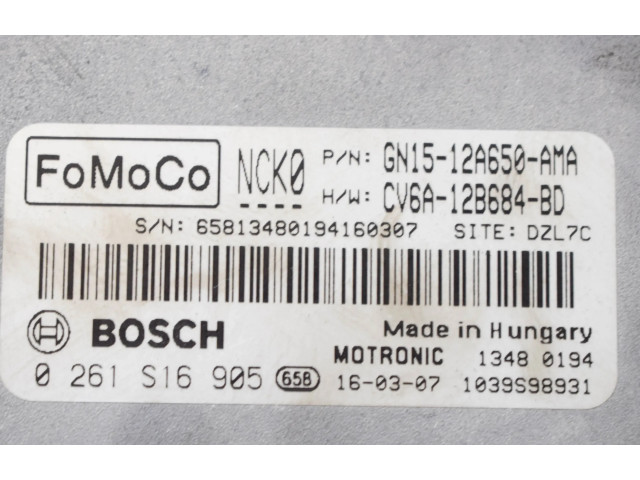 FoMoCo NCK0 P/N: GN15-12A650-AMA
H/W: CV6A-12B684-BD
S/N: 65813480194160307 SITE: DZL7C
BOSCH Made in Hungary
MOTRONIC 1348 0194
0 261 S16 905 658 16-03-07 1039S98931